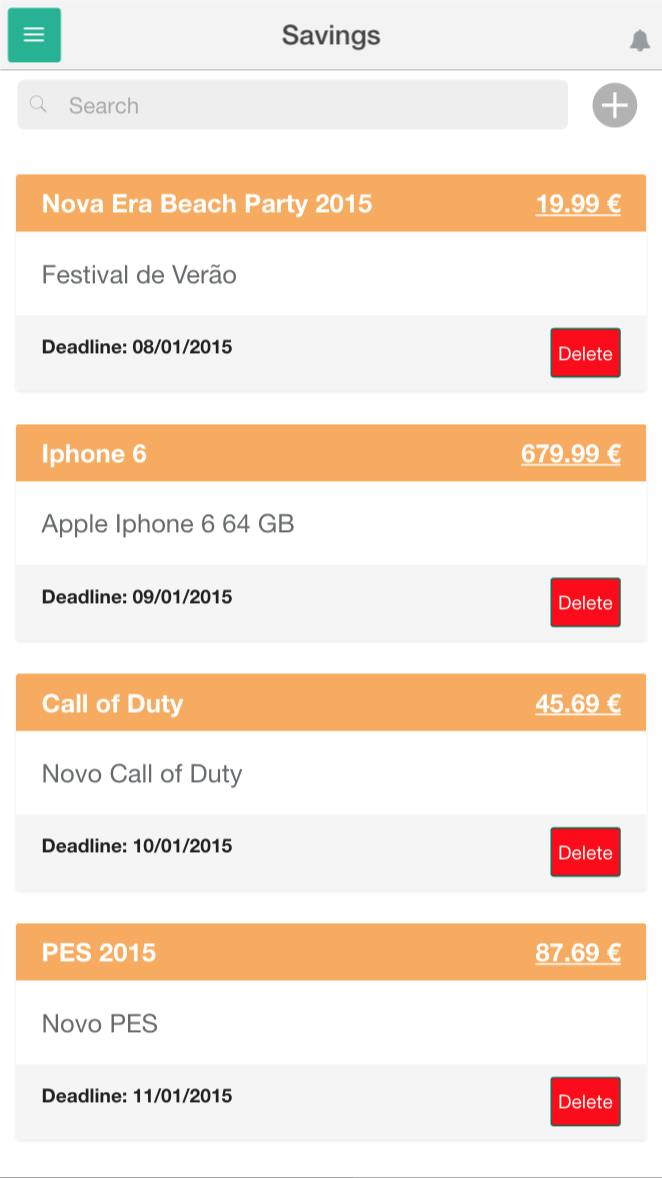 Savings
Search
Nova Era Beach Party 2015 19.99 €
Festival de Verão
Deadline: 08/01/2015 Delete
Iphone 6 679.99 €
Apple Iphone 6 64 GB
Deadline: 09/01/2015 Delete
Call of Duty 45.69 €
Novo Call of Duty
Deadline: 10/01/2015 Delete
PES 2015 87.69 €
Novo PES
Deadline: 11/01/2015 Delete